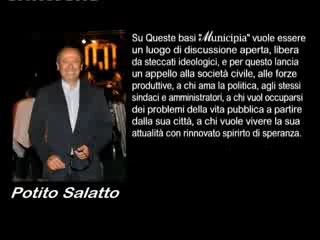 Su Queste basi "Municipia" vuole essere
un luogo di discussione aperta, libera
da steccati ideologici, e per questo lancia
un appello alla società civile, alle forze
produttive, a chi ama la politica, agli stessi
sindaci e amministratori, a chi vuol occuparsi
dei problemi della vita pubblica a partire
dalla sua città, a chi vuole vivere la sua
attualità con rinnovato spirirto di speranza.
Potito Salatto